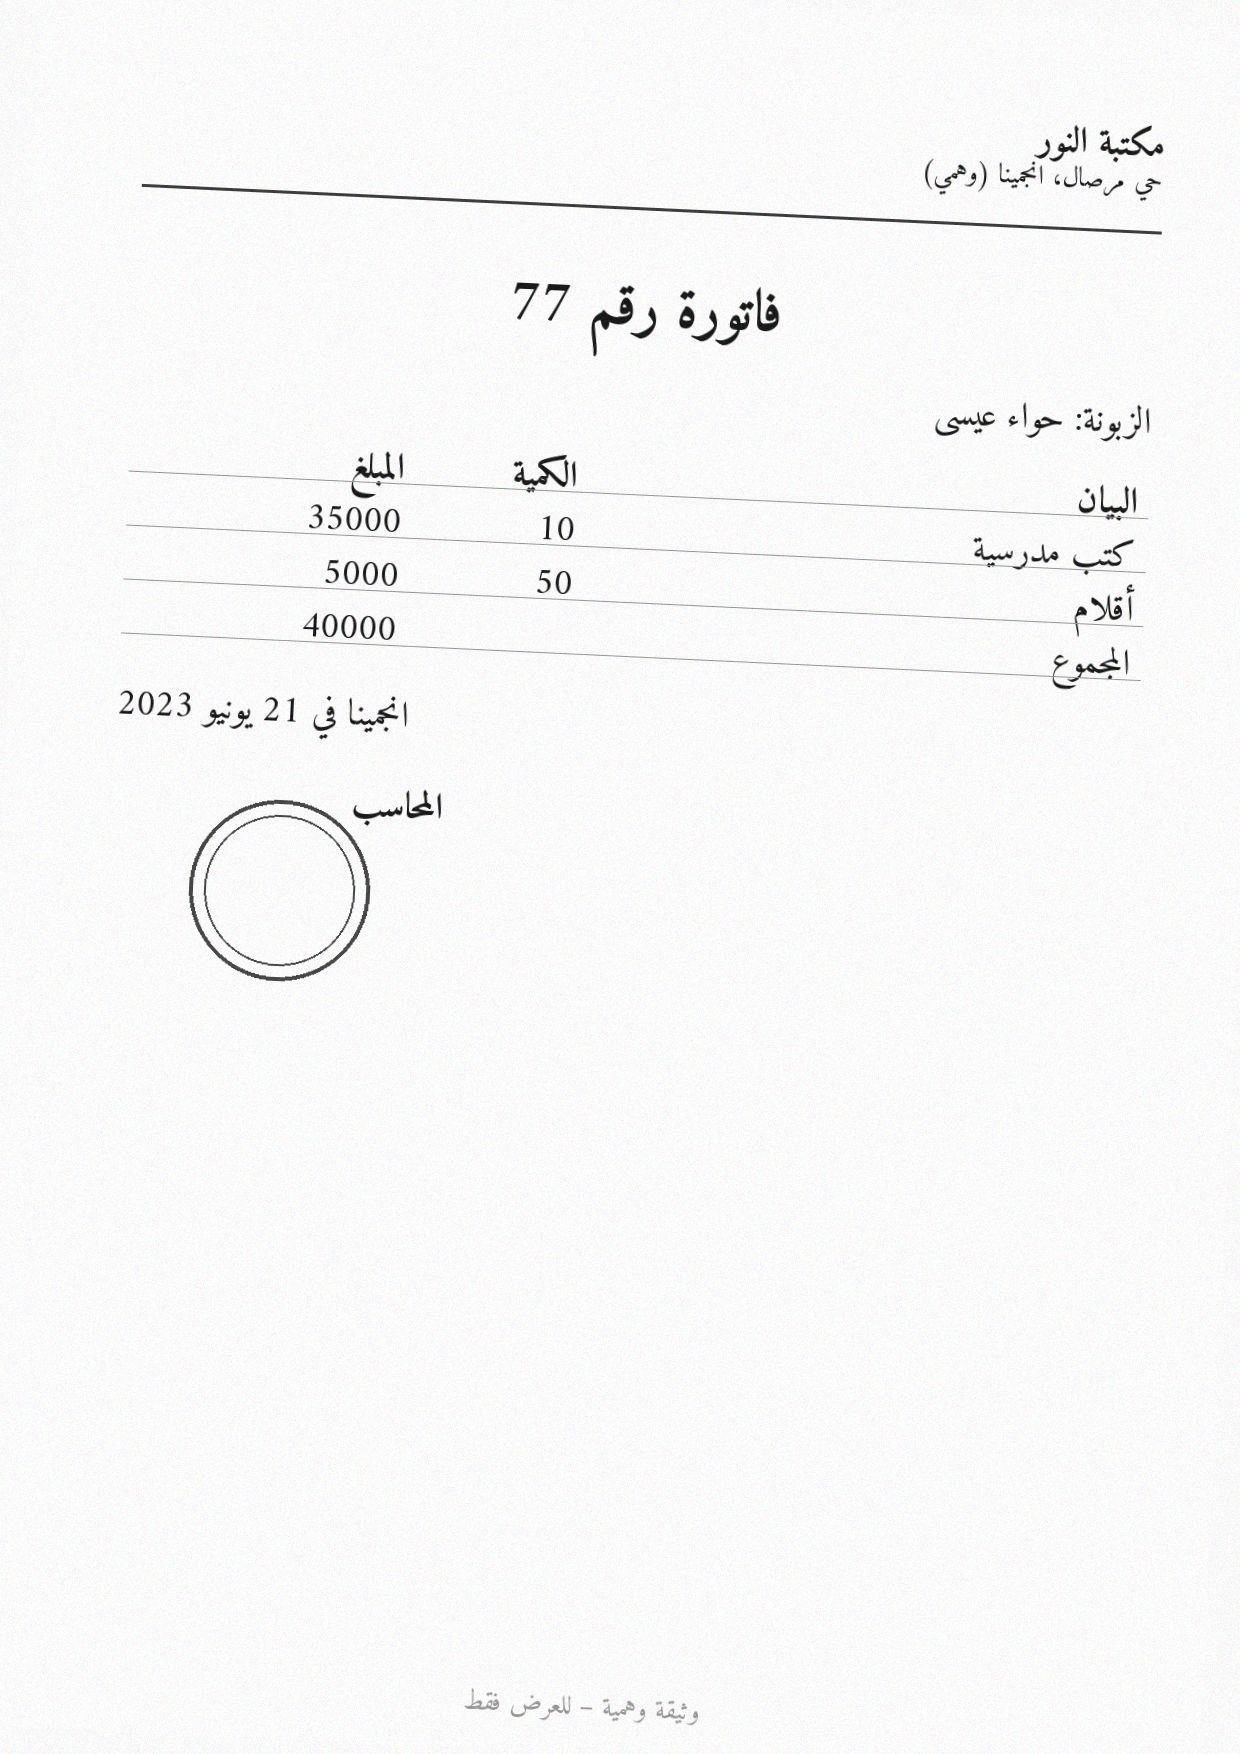 مكتبة النور
حي مرصال، انجمينا (وهمي)
فاتورة رقم 77
الزبونة: حواء عيسى
البيان الكمية المبلغ
كتب مدرسية 10 35000
أقلام 50 5000
المجموع 40000
انجمينا في 21 يونيو 2023
المحاسب
وثيقة وهمية – للعرض فقط